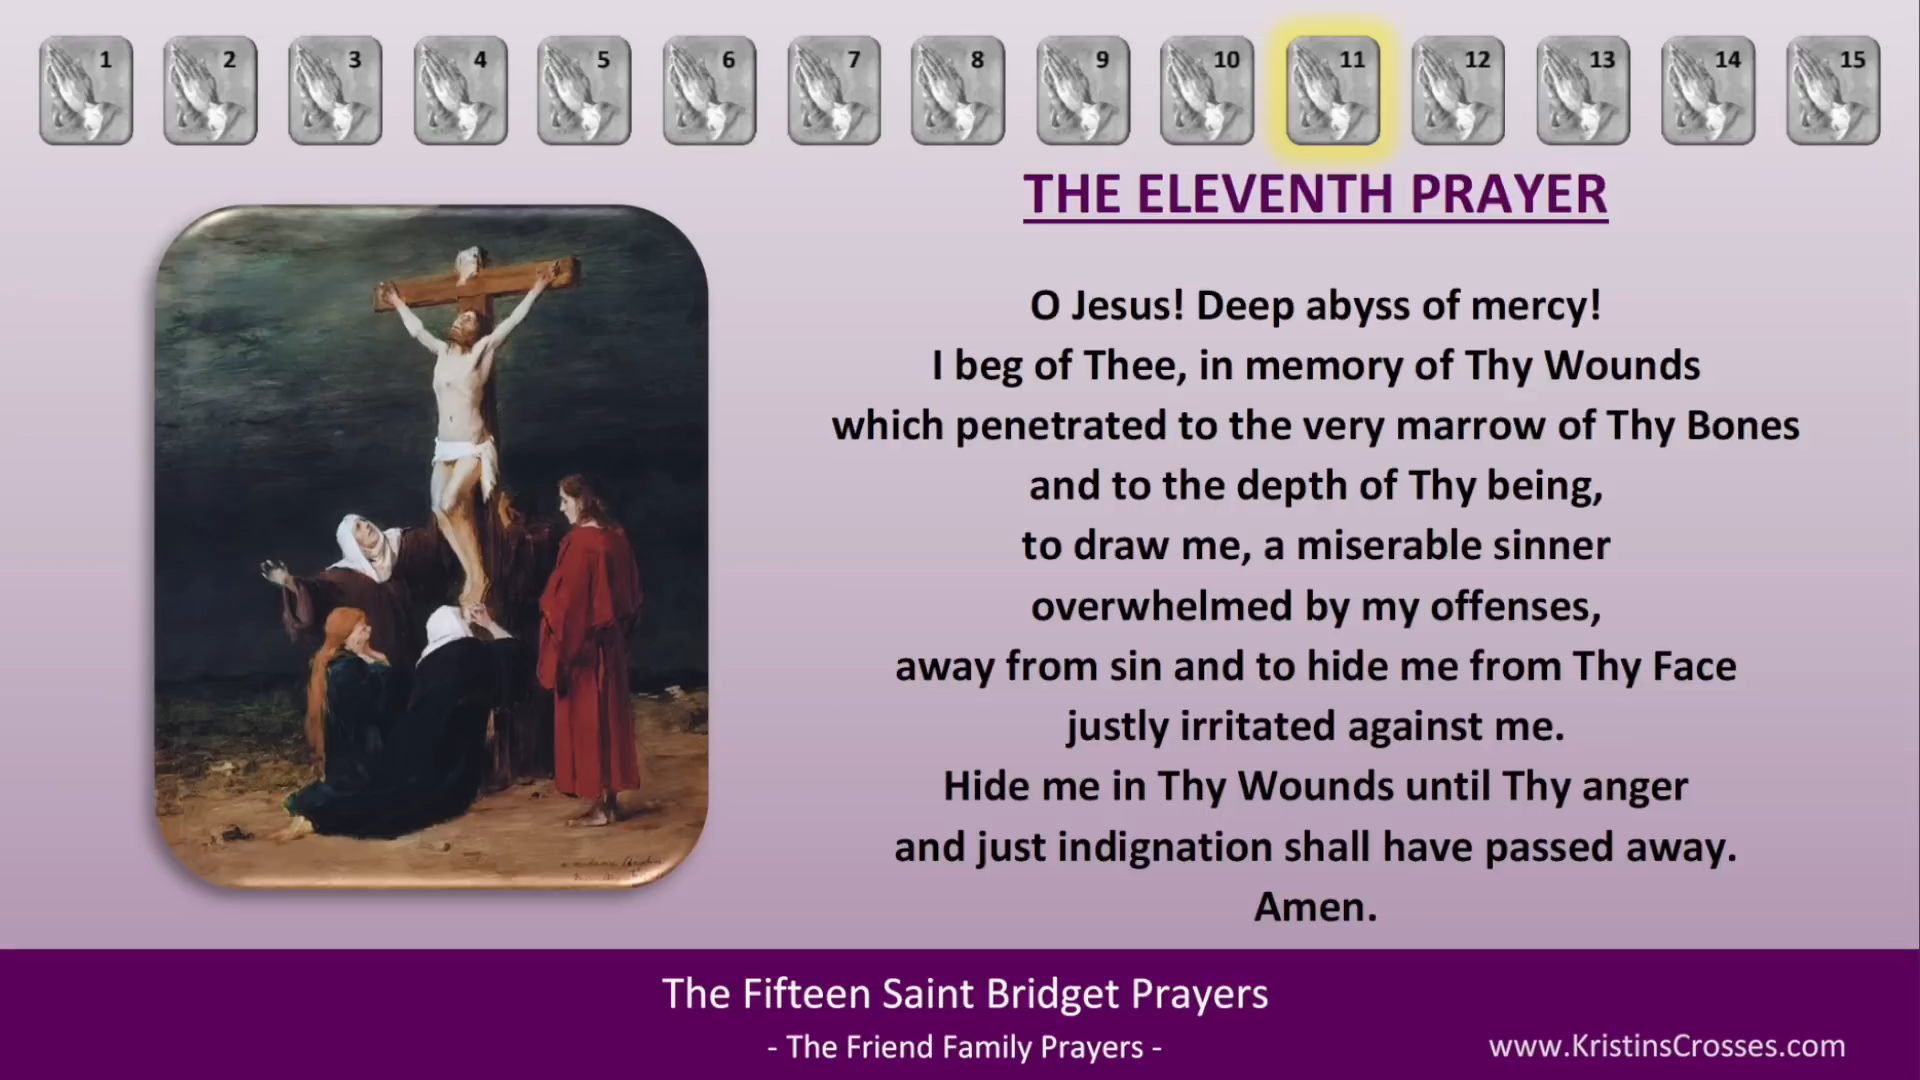 1 2 3 4 5 6 7 8 9 10 11 12 13 14 15
THE ELEVENTH PRAYER
O Jesus! Deep abyss of mercy!
I beg of Thee, in memory of Thy Wounds
which penetrated to the very marrow of Thy Bones
and to the depth of Thy being,
to draw me, a miserable sinner
overwhelmed by my offenses,
away from sin and to hide me from Thy Face
justly irritated against me.
Hide me in Thy Wounds until Thy anger
and just indignation shall have passed away.
Amen.
The Fifteen Saint Bridget Prayers
- The Friend Family Prayers -
www.KristinsCrosses.com